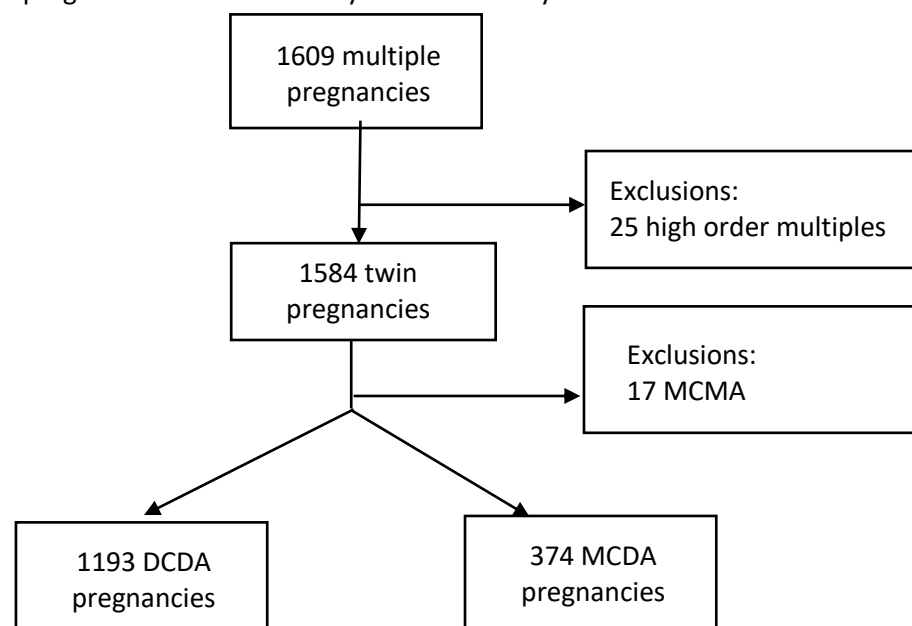 1609 multiple
pregnancies
Exclusions:
25 high order multiples
1584 twin
pregnancies
Exclusions:
17 MCMA
1193 DCDA
pregnancies
374 MCDA
pregnancies